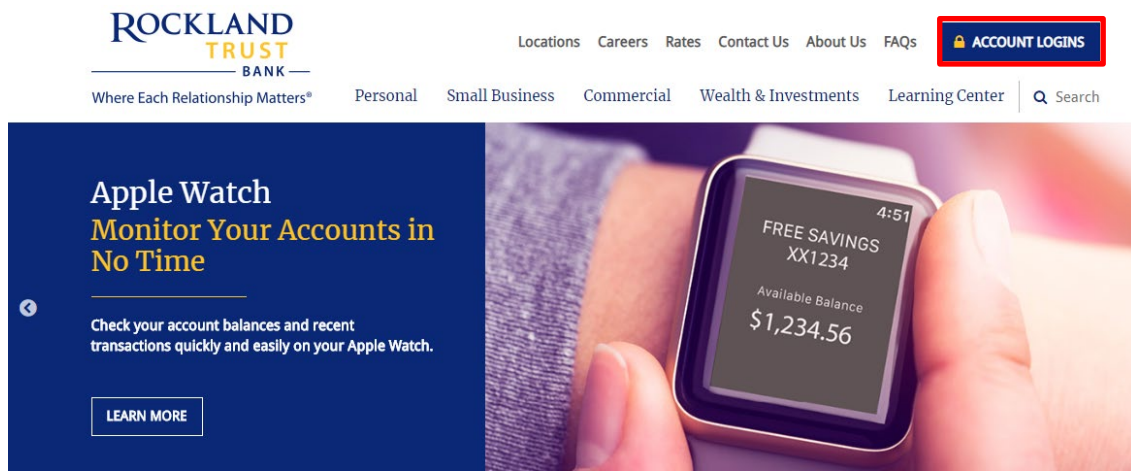 ROCKLAND
TRUST
BANK
Where Each Relationship Matters®
Locations Careers Rates Contact Us About Us FAQs ACCOUNT LOGINS
Personal Small Business Commercial Wealth & Investments Learning Center Search
Apple Watch
Monitor Your Accounts in
No Time
Check your account balances and recent
transactions quickly and easily on your Apple Watch.
LEARN MORE
4:51
FREE SAVINGS
XX1234
Available Balance
$1,234.56